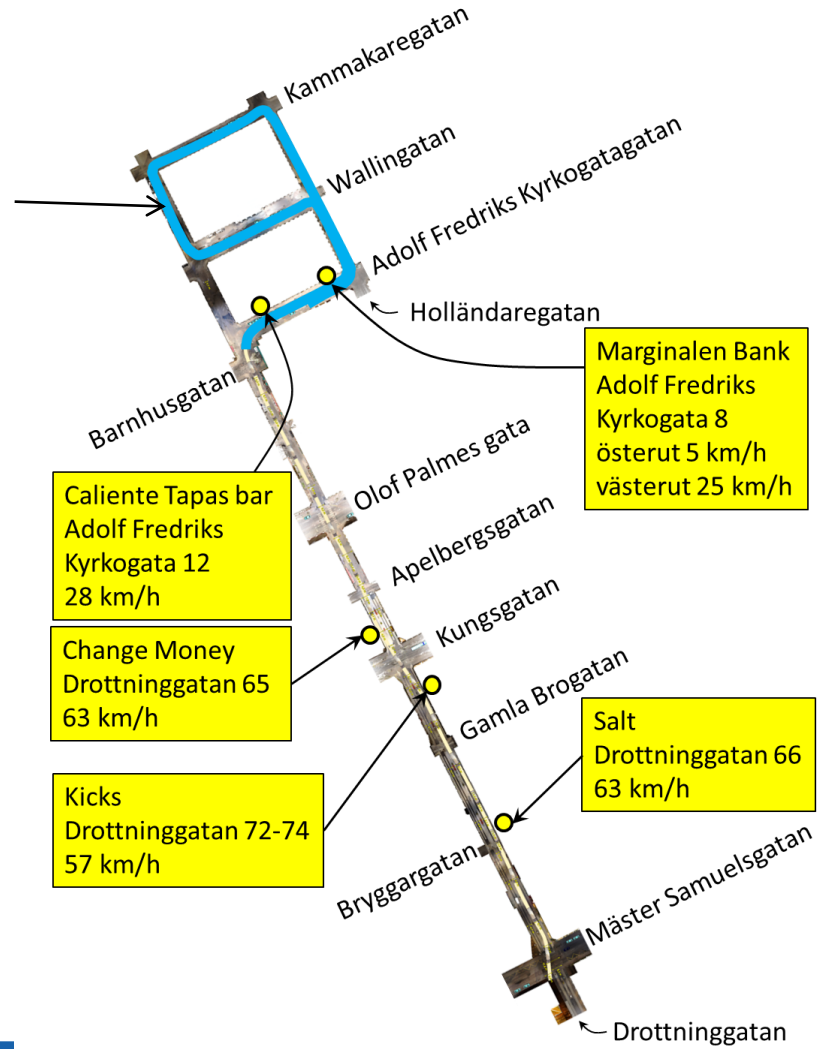 Kammakaregatan
Wallingatan
Adolf Fredriks Kyrkogatagatan
Holländaregatan
Marginalen Bank
Adolf Fredriks
Kyrkogata 8
österut 5 km/h
västerut 25 km/h
Barnhusgatan
Olof Palmes gata
Caliente Tapas bar
Adolf Fredriks
Kyrkogata 12
28 km/h
Apelbergsgatan
Kungsgatan
Change Money
Drottninggatan 65
63 km/h
Gamla Brogatan
Salt
Drottninggatan 66
63 km/h
Kicks
Drottninggatan 72-74
57 km/h
Bryggargatan
Mäster Samuelsgatan
Drottninggatan